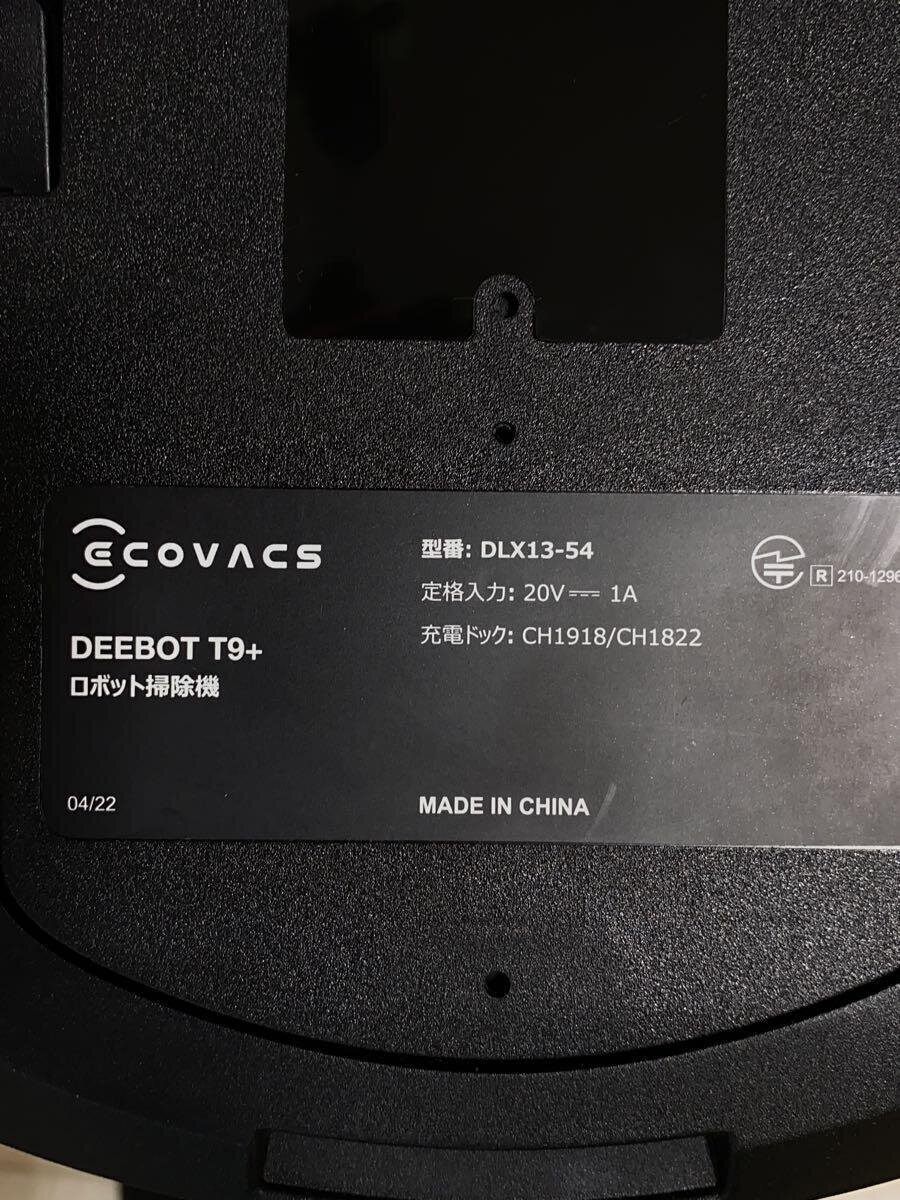 ECOVACS
DEEBOT T9+
ロボット掃除機
04/22
型番: DLX13-54
定格入力: 20V⎓ 1A
充電ドック: CH1918/CH1822
MADE IN CHINA
R 210-1296